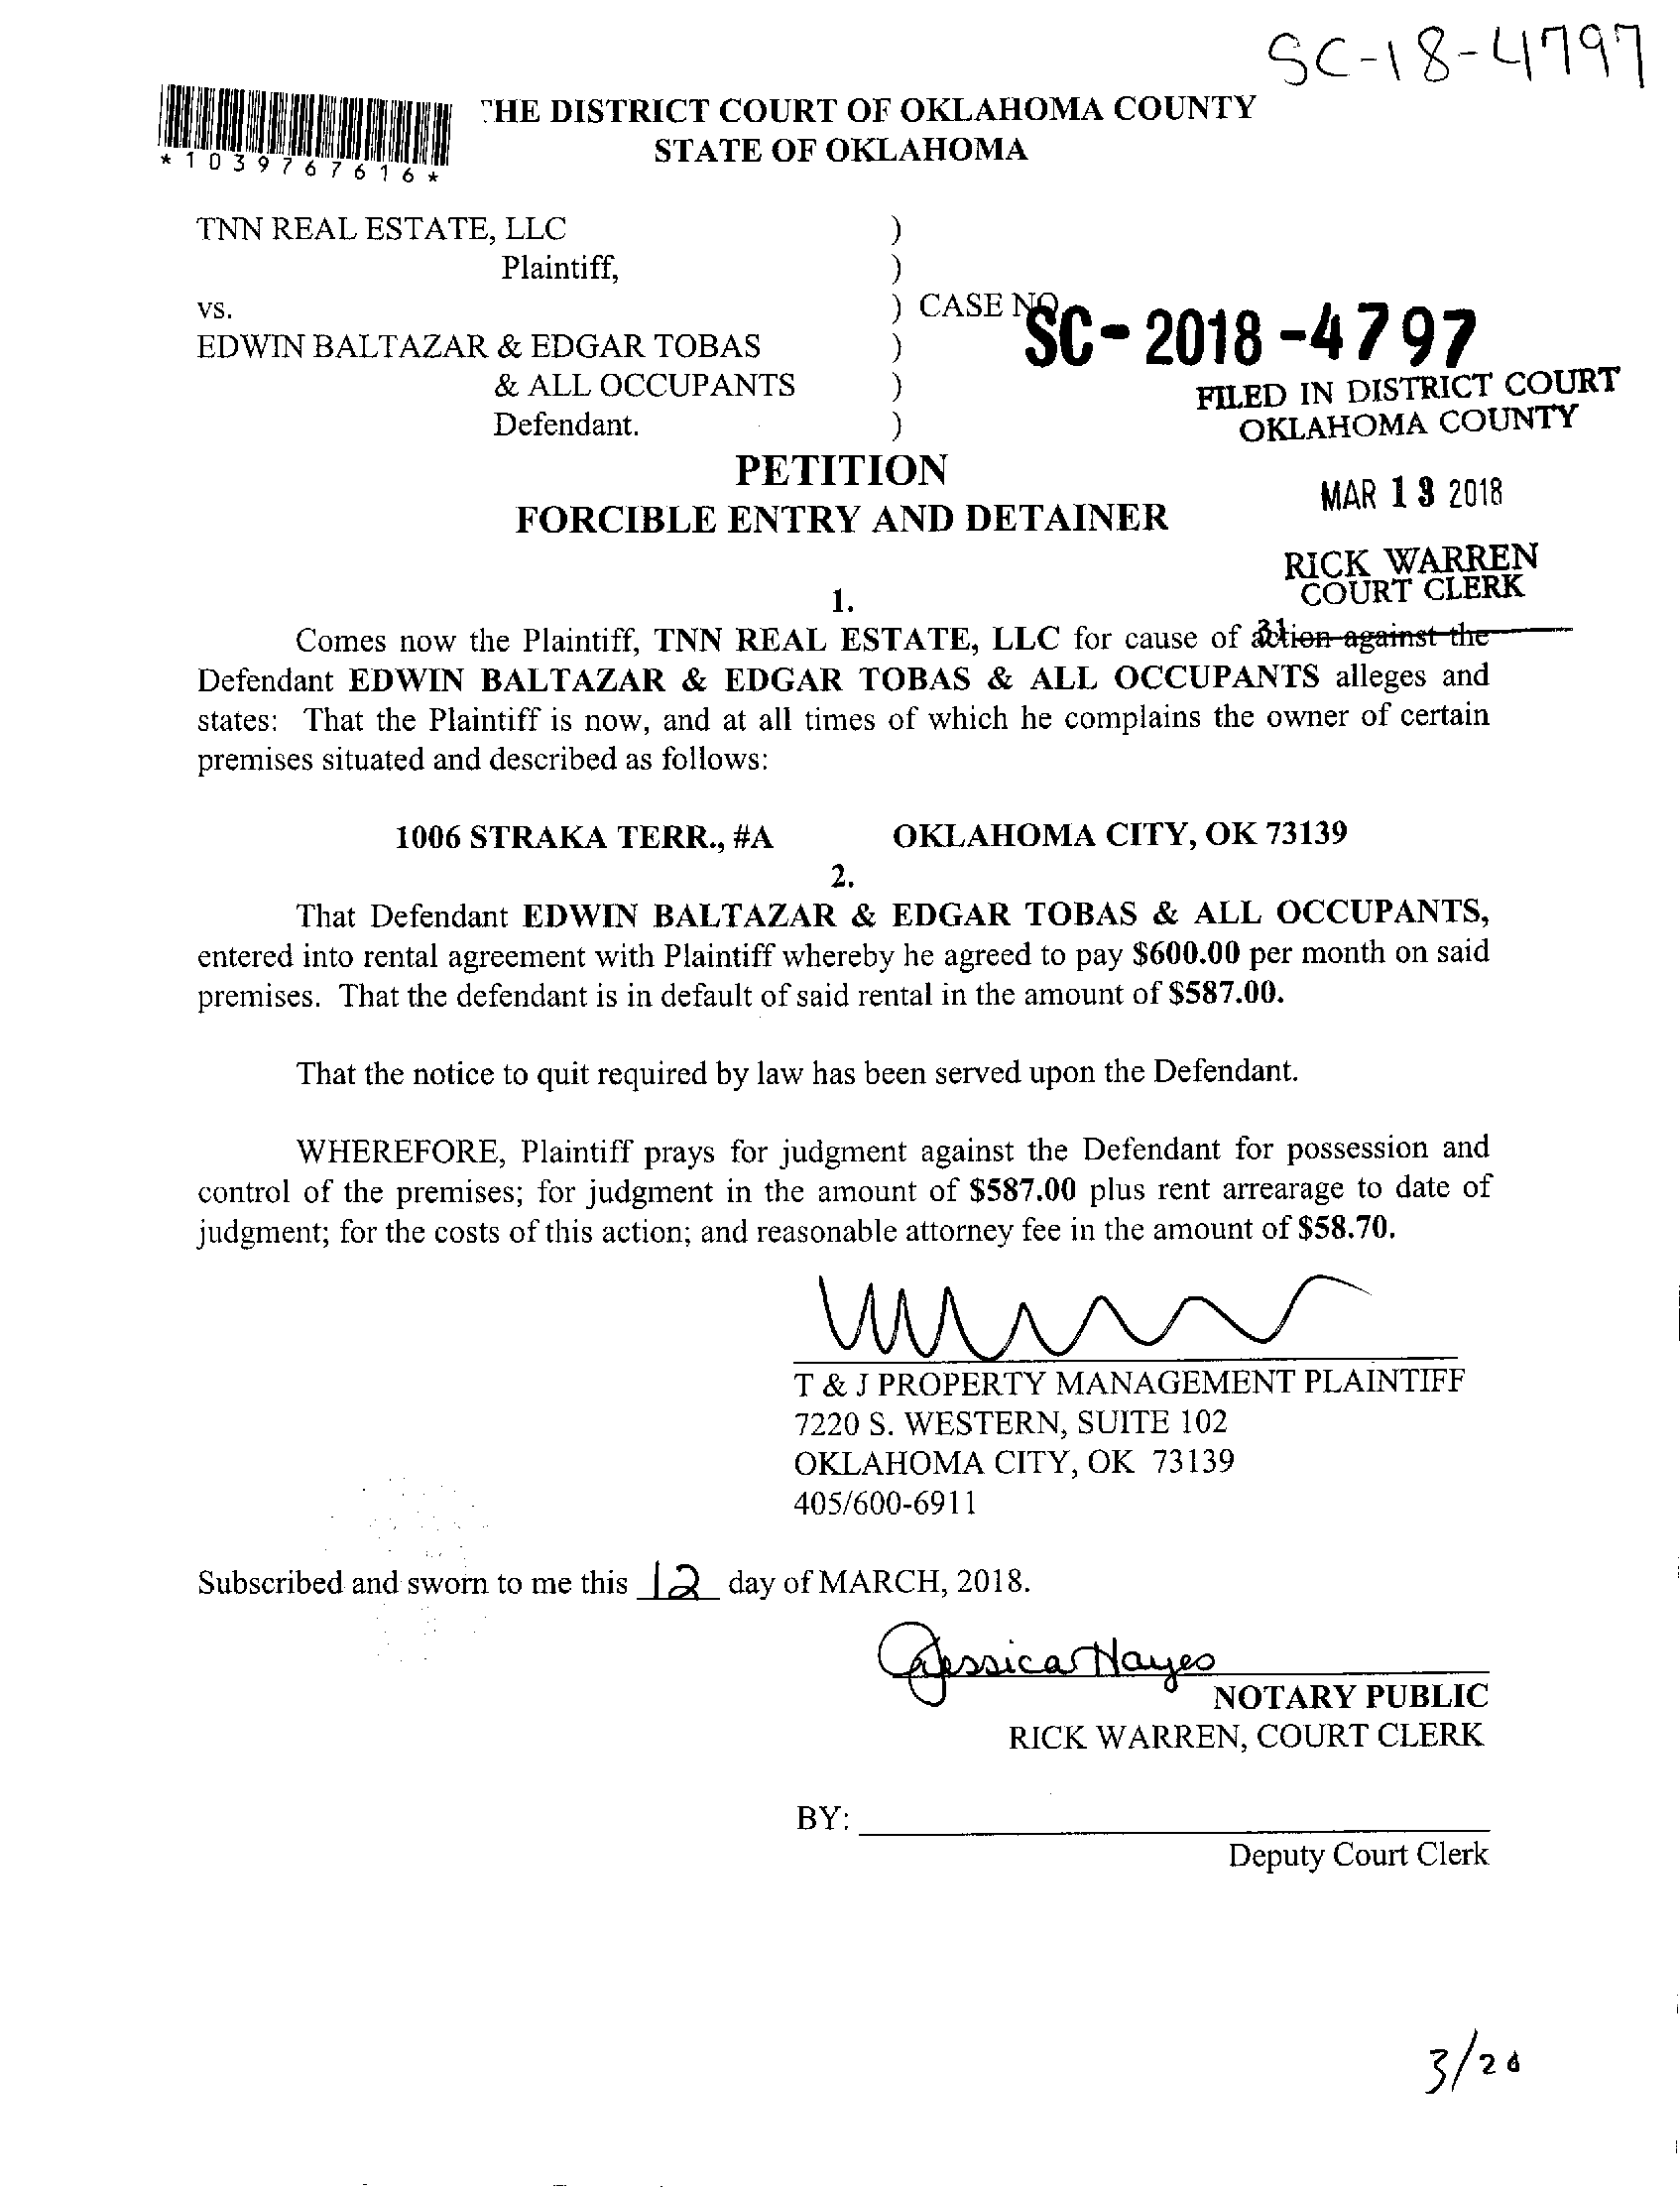 SC-18-4797
THE DISTRICT COURT OF OKLAHOMA COUNTY
STATE OF OKLAHOMA
*1039767616*
TNN REAL ESTATE, LLC )
Plaintiff, )
vs. ) CASE NO.
SC-2018-4797
EDWIN BALTAZAR & EDGAR TOBAS )
& ALL OCCUPANTS )
Defendant. )
FILED IN DISTRICT COURT
OKLAHOMA COUNTY
PETITION
FORCIBLE ENTRY AND DETAINER
MAR 13 2018
RICK WARREN
COURT CLERK
31
1.
Comes now the Plaintiff, TNN REAL ESTATE, LLC for cause of action against the
Defendant EDWIN BALTAZAR & EDGAR TOBAS & ALL OCCUPANTS alleges and
states: That the Plaintiff is now, and at all times of which he complains the owner of certain
premises situated and described as follows:
1006 STRAKA TERR., #A OKLAHOMA CITY, OK 73139
2.
That Defendant EDWIN BALTAZAR & EDGAR TOBAS & ALL OCCUPANTS,
entered into rental agreement with Plaintiff whereby he agreed to pay $600.00 per month on said
premises. That the defendant is in default of said rental in the amount of $587.00.
That the notice to quit required by law has been served upon the Defendant.
WHEREFORE, Plaintiff prays for judgment against the Defendant for possession and
control of the premises; for judgment in the amount of $587.00 plus rent arrearage to date of
judgment; for the costs of this action; and reasonable attorney fee in the amount of $58.70.
T & J PROPERTY MANAGEMENT PLAINTIFF
7220 S. WESTERN, SUITE 102
OKLAHOMA CITY, OK 73139
405/600-6911
Subscribed and sworn to me this 12 day of MARCH, 2018.
Jessica Hayes
NOTARY PUBLIC
RICK WARREN, COURT CLERK
BY:
Deputy Court Clerk
3/26